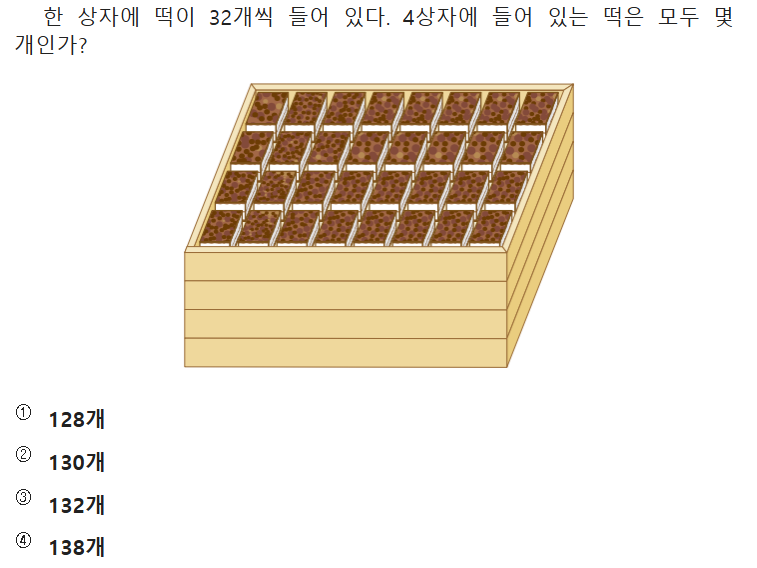 한 상자에 떡이 32개씩 들어 있다. 4상자에 들어 있는 떡은 모두 몇
개인가?
① 128개
② 130개
③ 132개
④ 138개